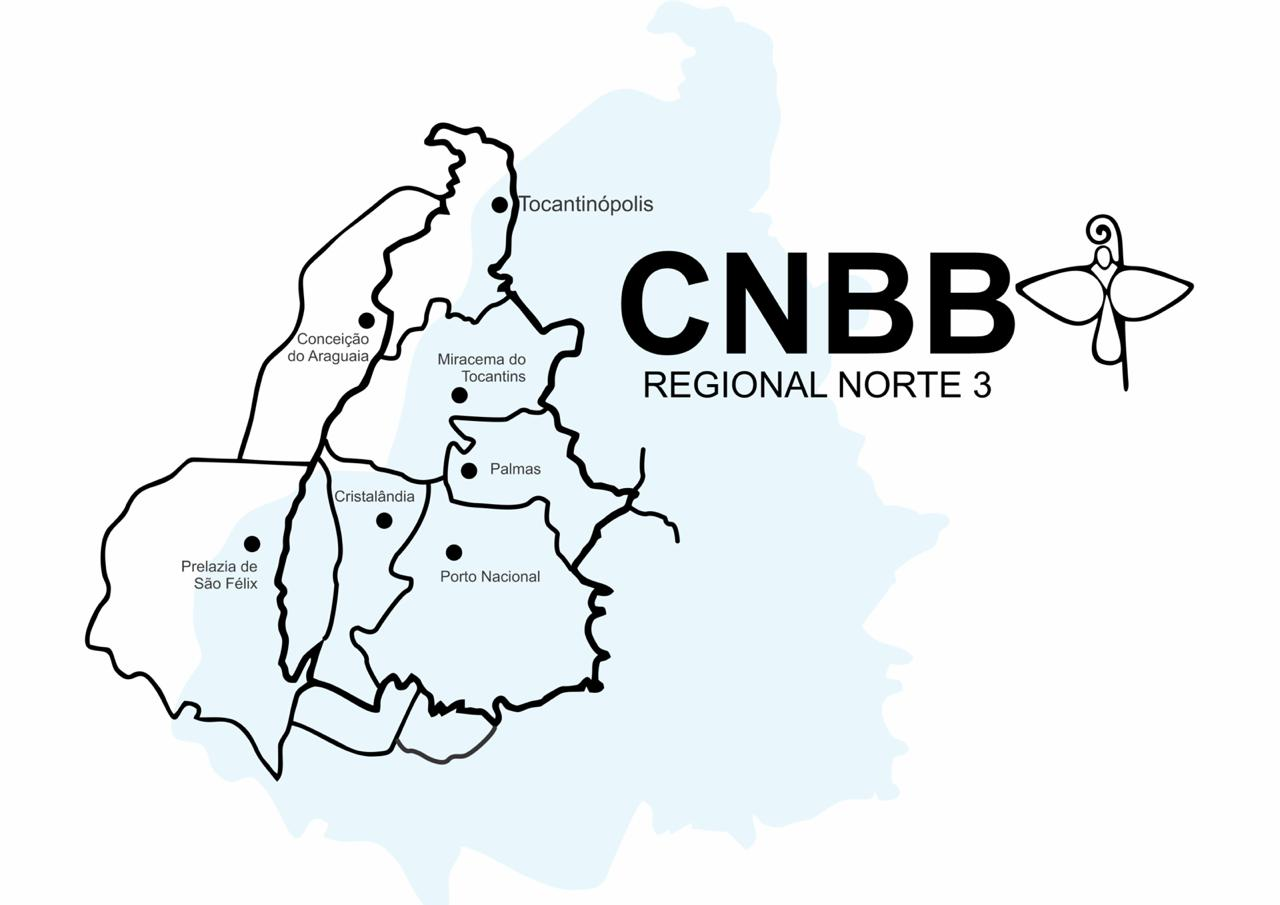 Tocantinópolis
CNBB
REGIONAL NORTE 3
Conceição
do Araguaia
Miracema do
Tocantins
Palmas
Cristalândia
Prelazia de
São Félix
Porto Nacional